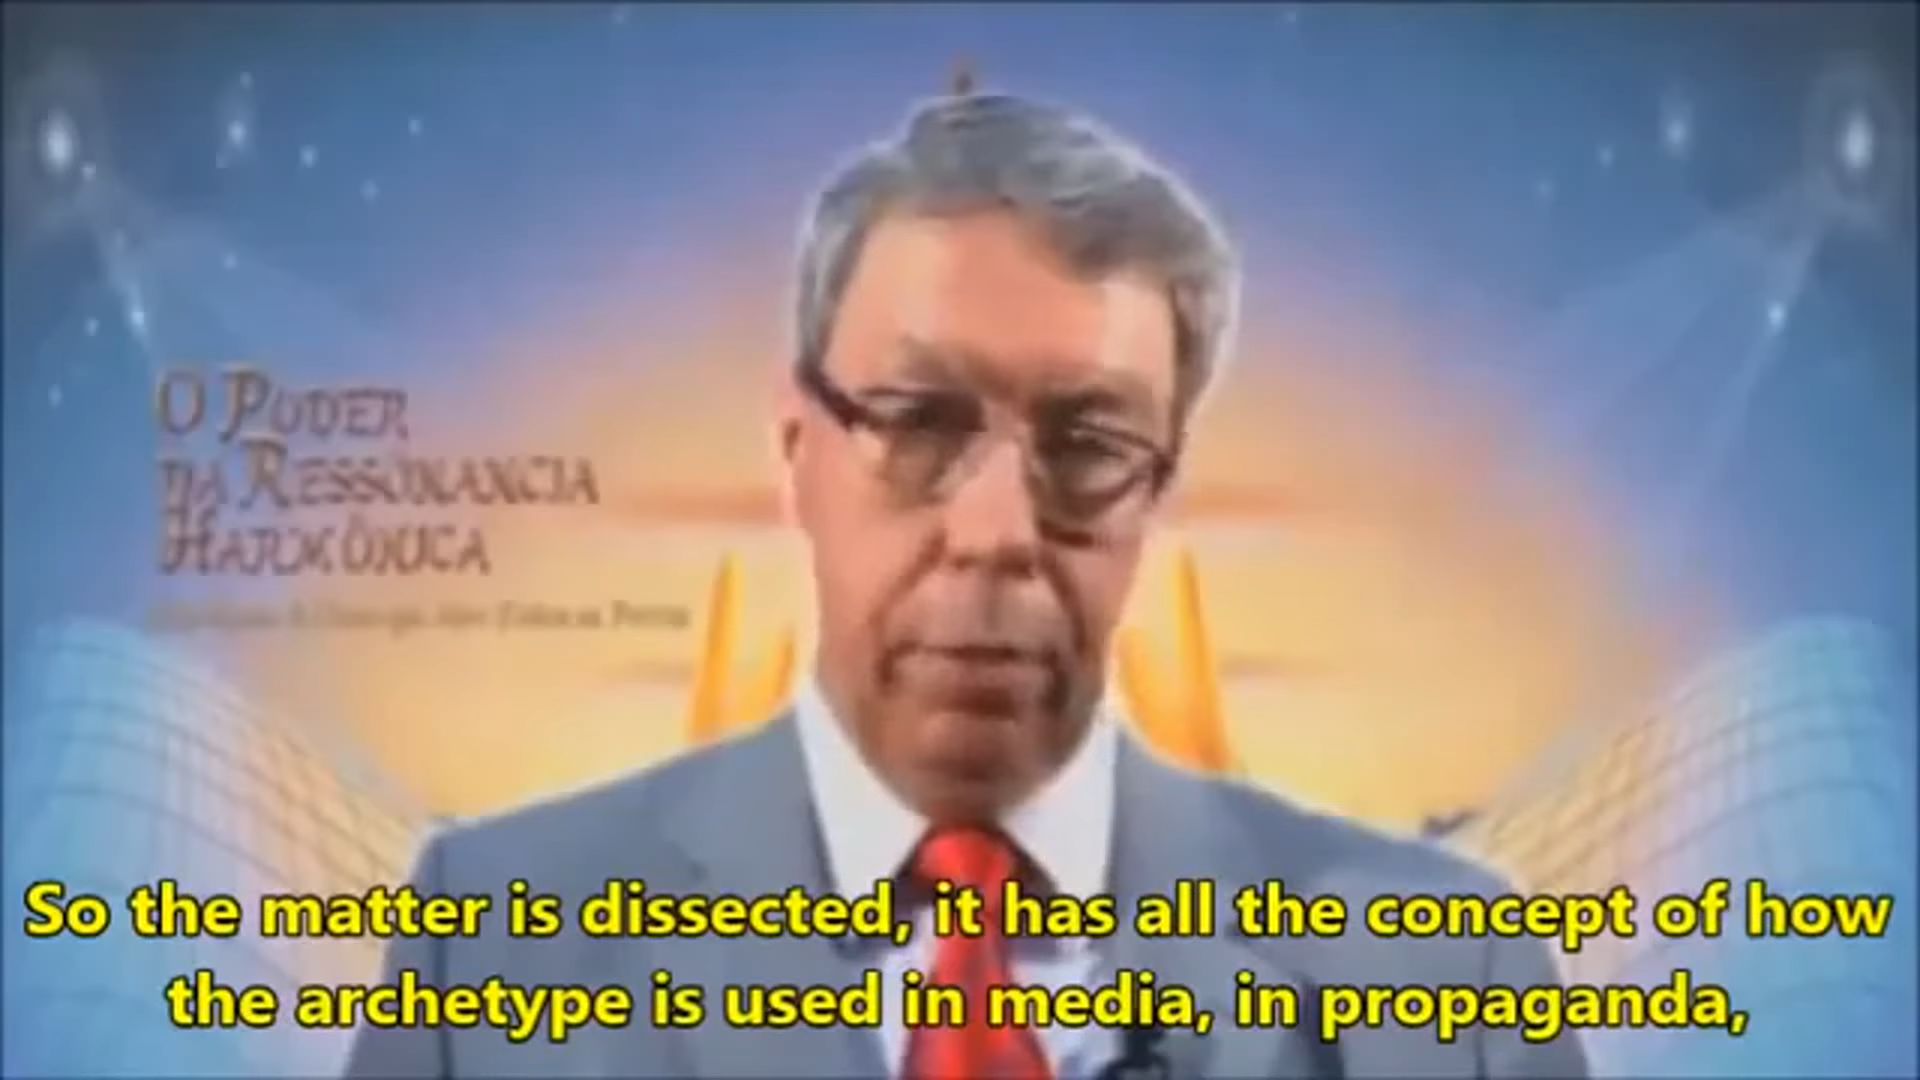 O PODER
DA RESSONANCIA
HARMÔNICA
So the matter is dissected, it has all the concept of how
the archetype is used in media, in propaganda,